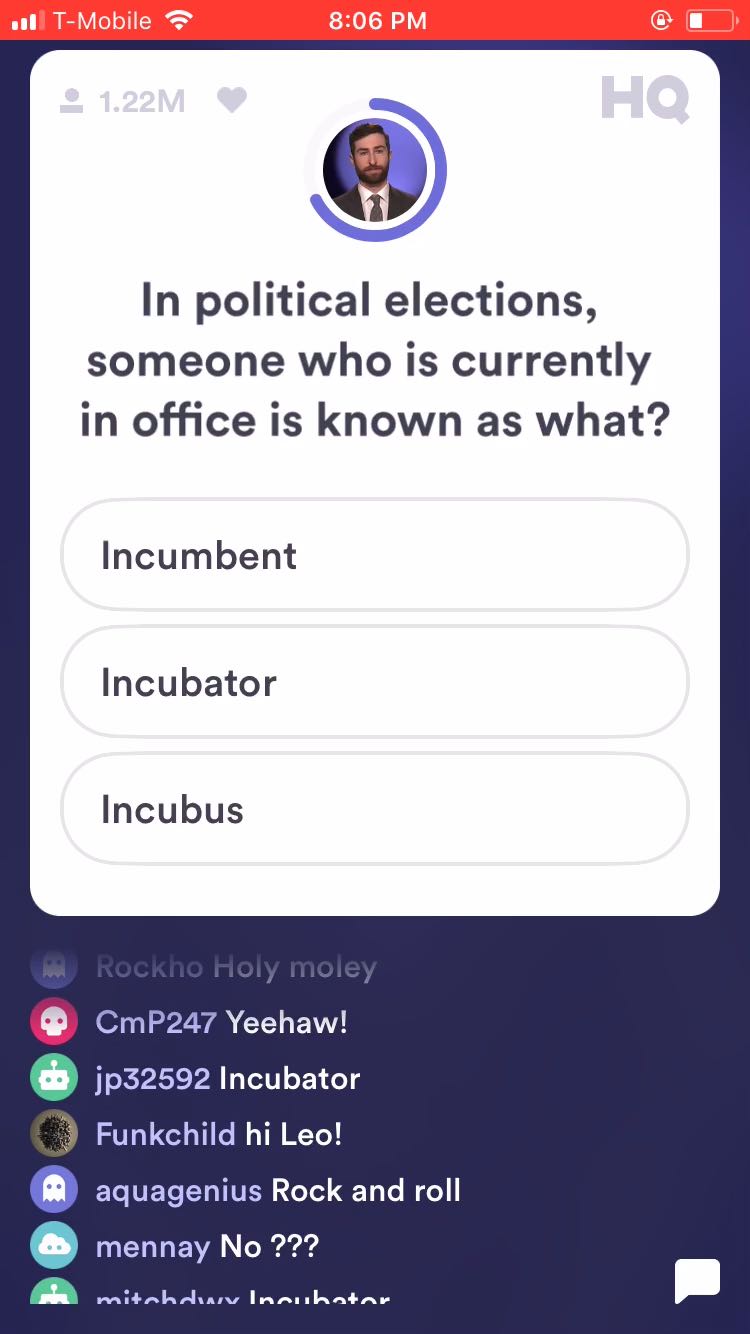 T-Mobile 8:06 PM
1.22M HQ
In political elections,
someone who is currently
in office is known as what?
Incumbent
Incubator
Incubus
Rockho Holy moley
CmP247 Yeehaw!
jp32592 Incubator
Funkchild hi Leo!
aquagenius Rock and roll
mennay No ???
mitchdwx Incubator